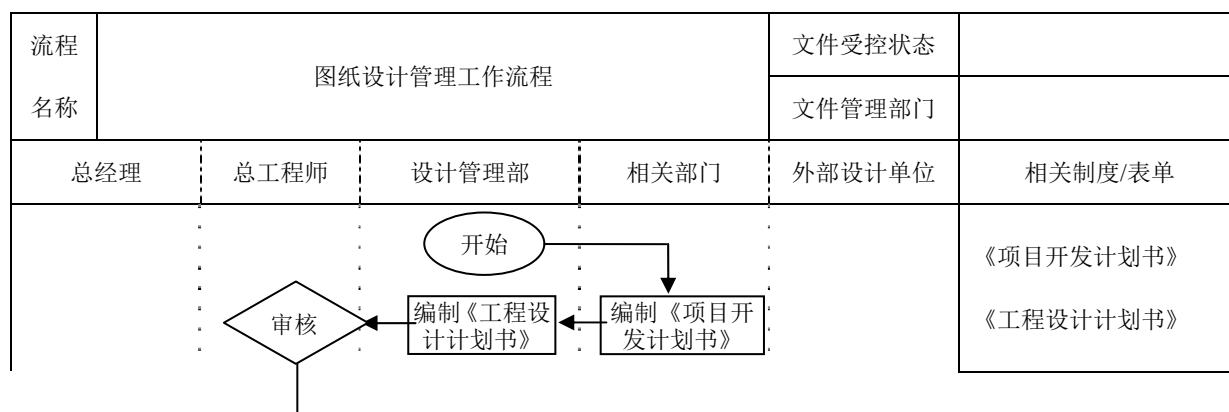 流程
名称
图纸设计管理工作流程
文件受控状态
文件管理部门
总经理
总工程师
设计管理部
相关部门
外部设计单位
相关制度/表单
开始
《项目开发计划书》
审核
编制《工程设
计计划书》
编制《项目开
发计划书》
《工程设计计划书》